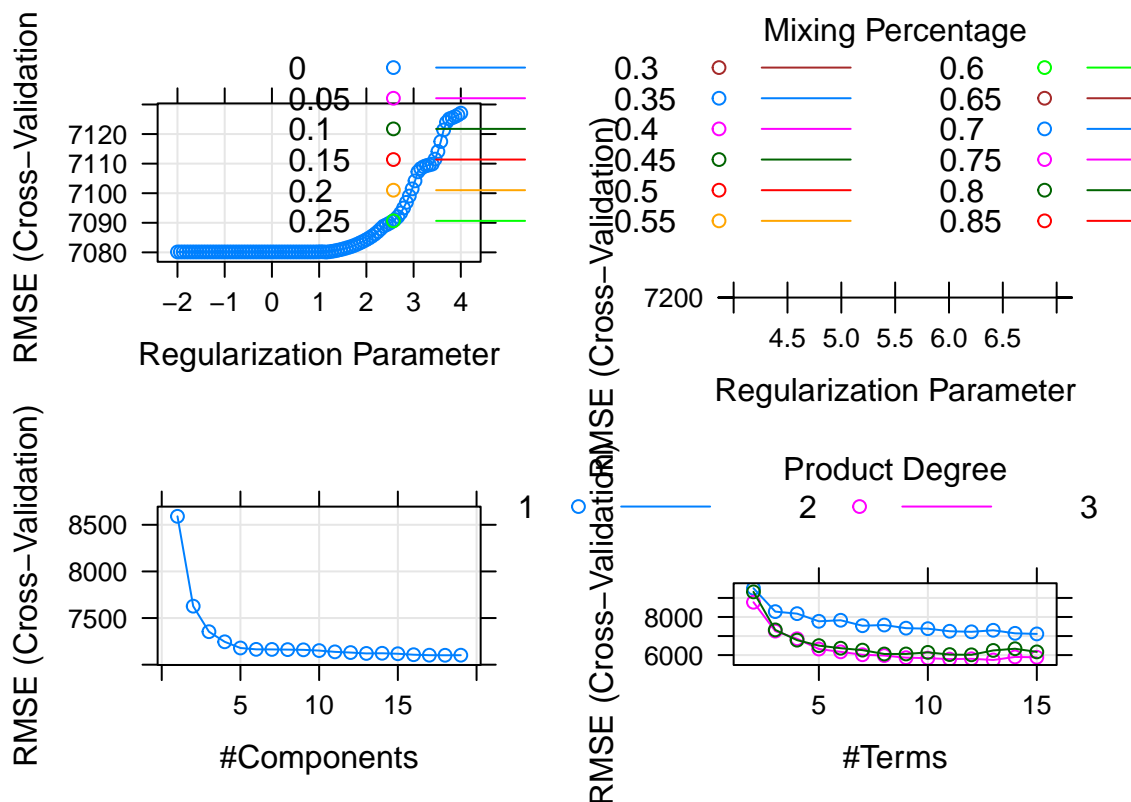 Mixing Percentage
0
0.05
0.1
0.15
0.2
0.25
0.3
0.35
0.4
0.45
0.5
0.55
0.6
0.65
0.7
0.75
0.8
0.85
RMSE (Cross−Validation
7120
7110
7100
7090
7080
−2 −1 0 1 2 3 4
Regularization Parameter
RMSE (Cross−Validation)
7200
4.5 5.0 5.5 6.0 6.5
Regularization Parameter
RMSE (Cross−Validation)
8500
8000
7500
5 10 15
#Components
Product Degree
1 2 3
RMSE (Cross−Validation)
8000
6000
5 10 15
#Terms